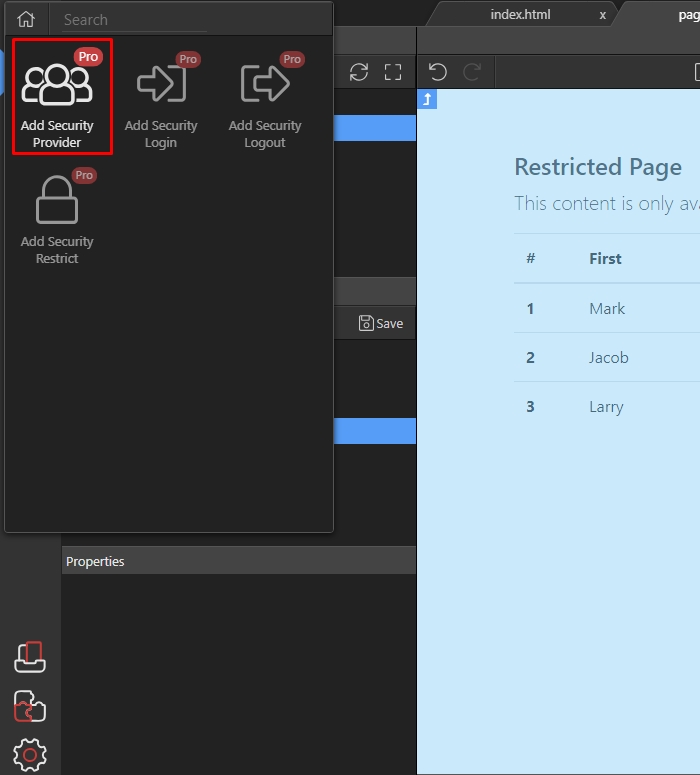 Search
index.html x pag
Pro
Add Security
Provider
Pro
Add Security
Login
Pro
Add Security
Logout
Pro
Add Security
Restrict
Save
Properties
Restricted Page
This content is only ava
# First
1 Mark
2 Jacob
3 Larry